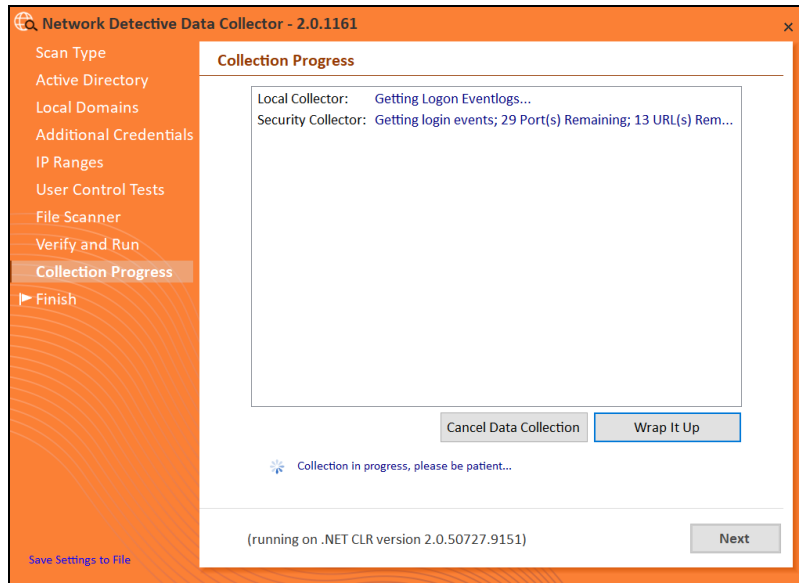 Network Detective Data Collector - 2.0.1161
Scan Type
Active Directory
Local Domains
Additional Credentials
IP Ranges
User Control Tests
File Scanner
Verify and Run
Collection Progress
Finish
Save Settings to File
Collection Progress
Local Collector: Getting Logon Eventlogs...
Security Collector: Getting login events; 29 Port(s) Remaining; 13 URL(s) Rem...
Cancel Data Collection
Wrap It Up
Collection in progress, please be patient...
(running on .NET CLR version 2.0.50727.9151)
Next